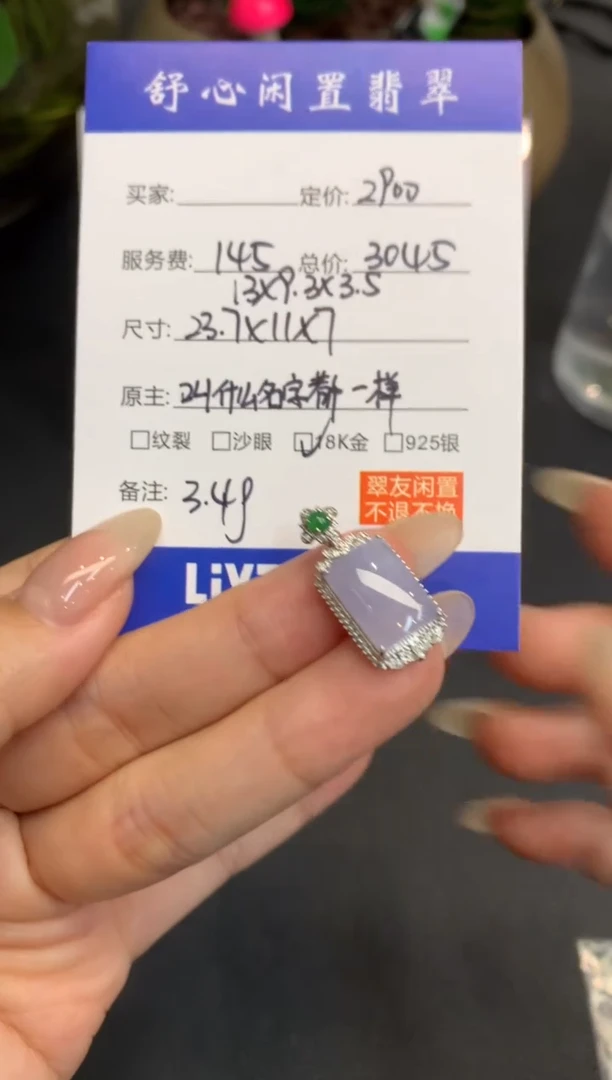 舒心闲置翡翠
买家: 定价: 2900
服务费: 145 总价: 3045
13X9.3X3.5
尺寸: 23.7X11X7
原主: 叫什么名字都一样
□纹裂 □沙眼 ☑18K金 □925银
备注: 3.4g
翠友闲置
不退不换